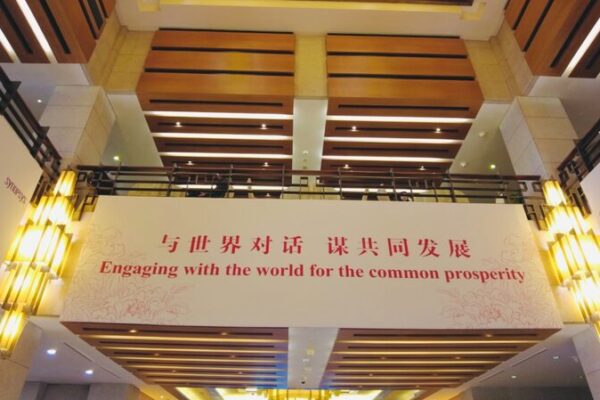 与世界对话 谋共同发展
Engaging with the world for the common prosperity